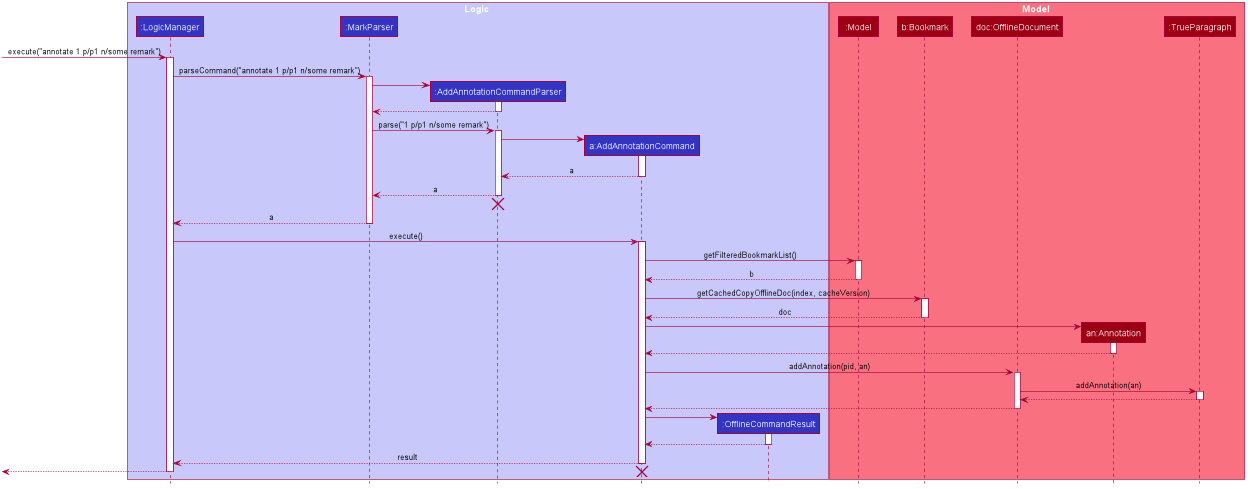 Logic
Model
:LogicManager
:MarkParser
:Model
b:Bookmark
doc:OfflineDocument
:TrueParagraph
execute("annotate 1 p/p1 n/some remark")
parseCommand("annotate 1 p/p1 n/some remark")
:AddAnnotationCommandParser
parse("1 p/p1 n/some remark")
a:AddAnnotationCommand
a
a
a
execute()
getFilteredBookmarkList()
b
getCachedCopyOfflineDoc(index, cacheVersion)
doc
an:Annotation
addAnnotation(pid, an)
addAnnotation(an)
:OfflineCommandResult
result